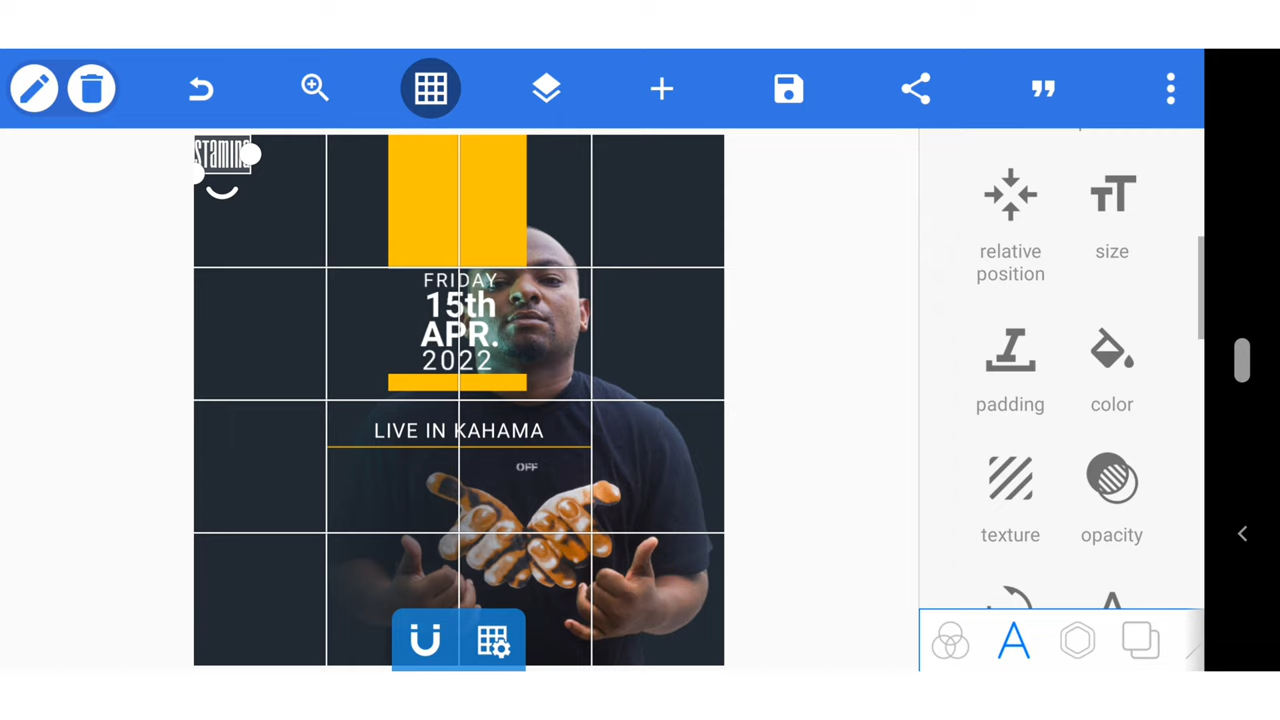 STAMINA
FRIDAY
15th
APR.
2022
LIVE IN KAHAMA
OFF
relative
position
size
padding
color
texture
opacity